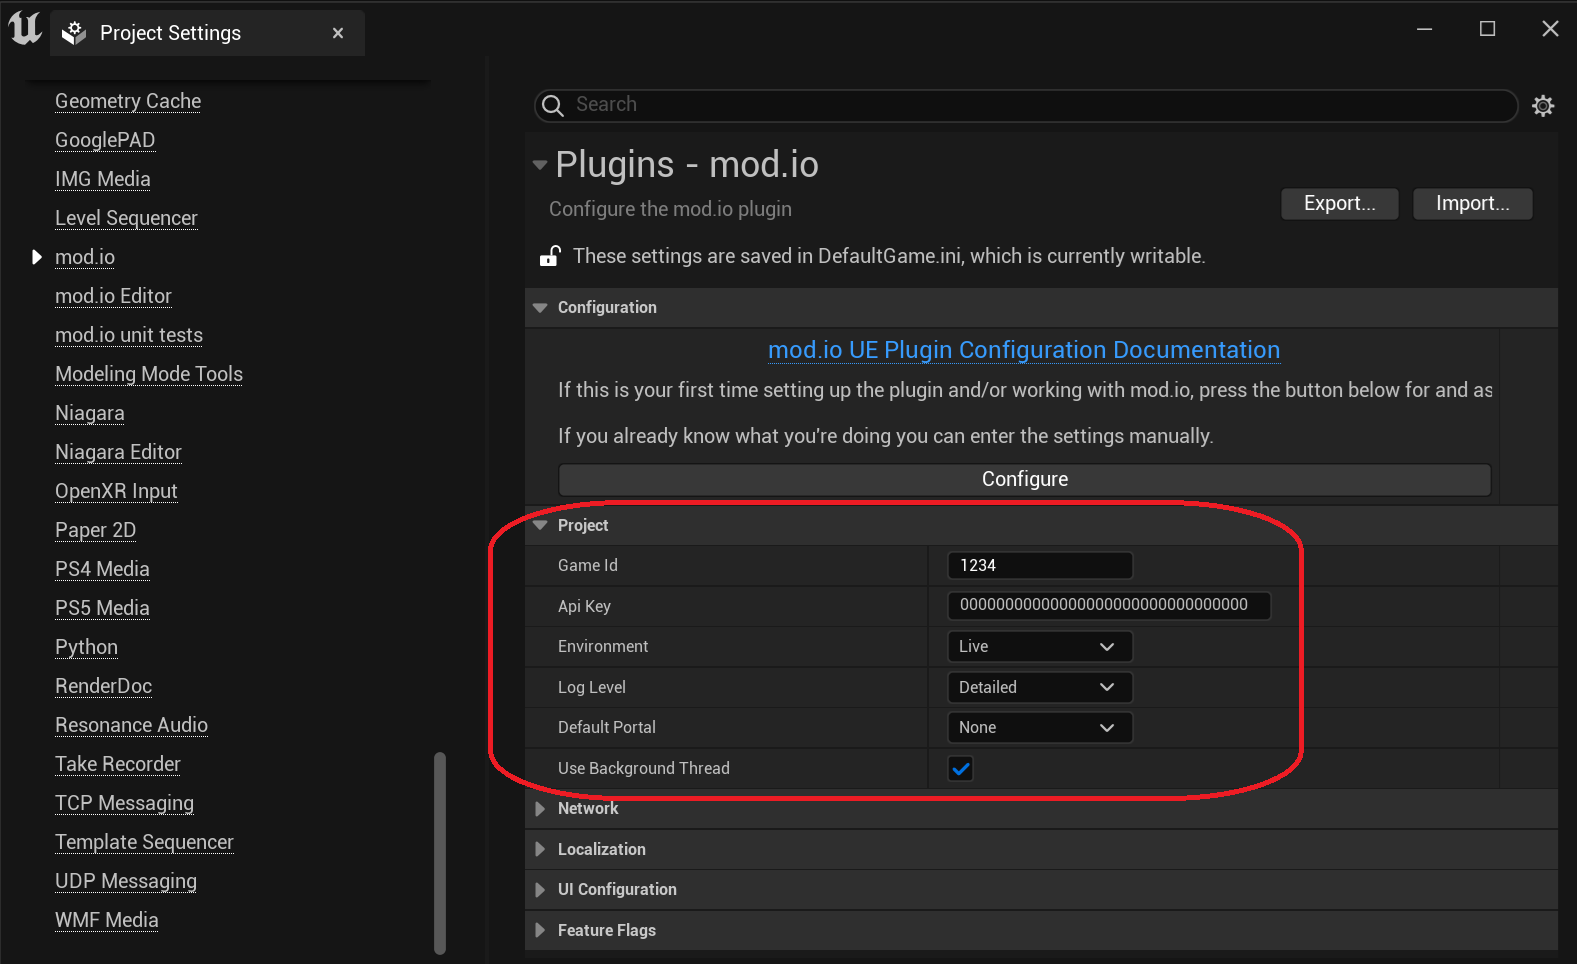 Project Settings
Geometry Cache
GooglePAD
IMG Media
Level Sequencer
mod.io
mod.io Editor
mod.io unit tests
Modeling Mode Tools
Niagara
Niagara Editor
OpenXR Input
Paper 2D
PS4 Media
PS5 Media
Python
RenderDoc
Resonance Audio
Take Recorder
TCP Messaging
Template Sequencer
UDP Messaging
WMF Media
Search
Plugins - mod.io
Configure the mod.io plugin
Export...
Import...
These settings are saved in DefaultGame.ini, which is currently writable.
Configuration
mod.io UE Plugin Configuration Documentation
If this is your first time setting up the plugin and/or working with mod.io, press the button below for and as
If you already know what you're doing you can enter the settings manually.
Configure
Project
Game Id 1234
Api Key 00000000000000000000000000000000
Environment Live
Log Level Detailed
Default Portal None
Use Background Thread
Network
Localization
UI Configuration
Feature Flags